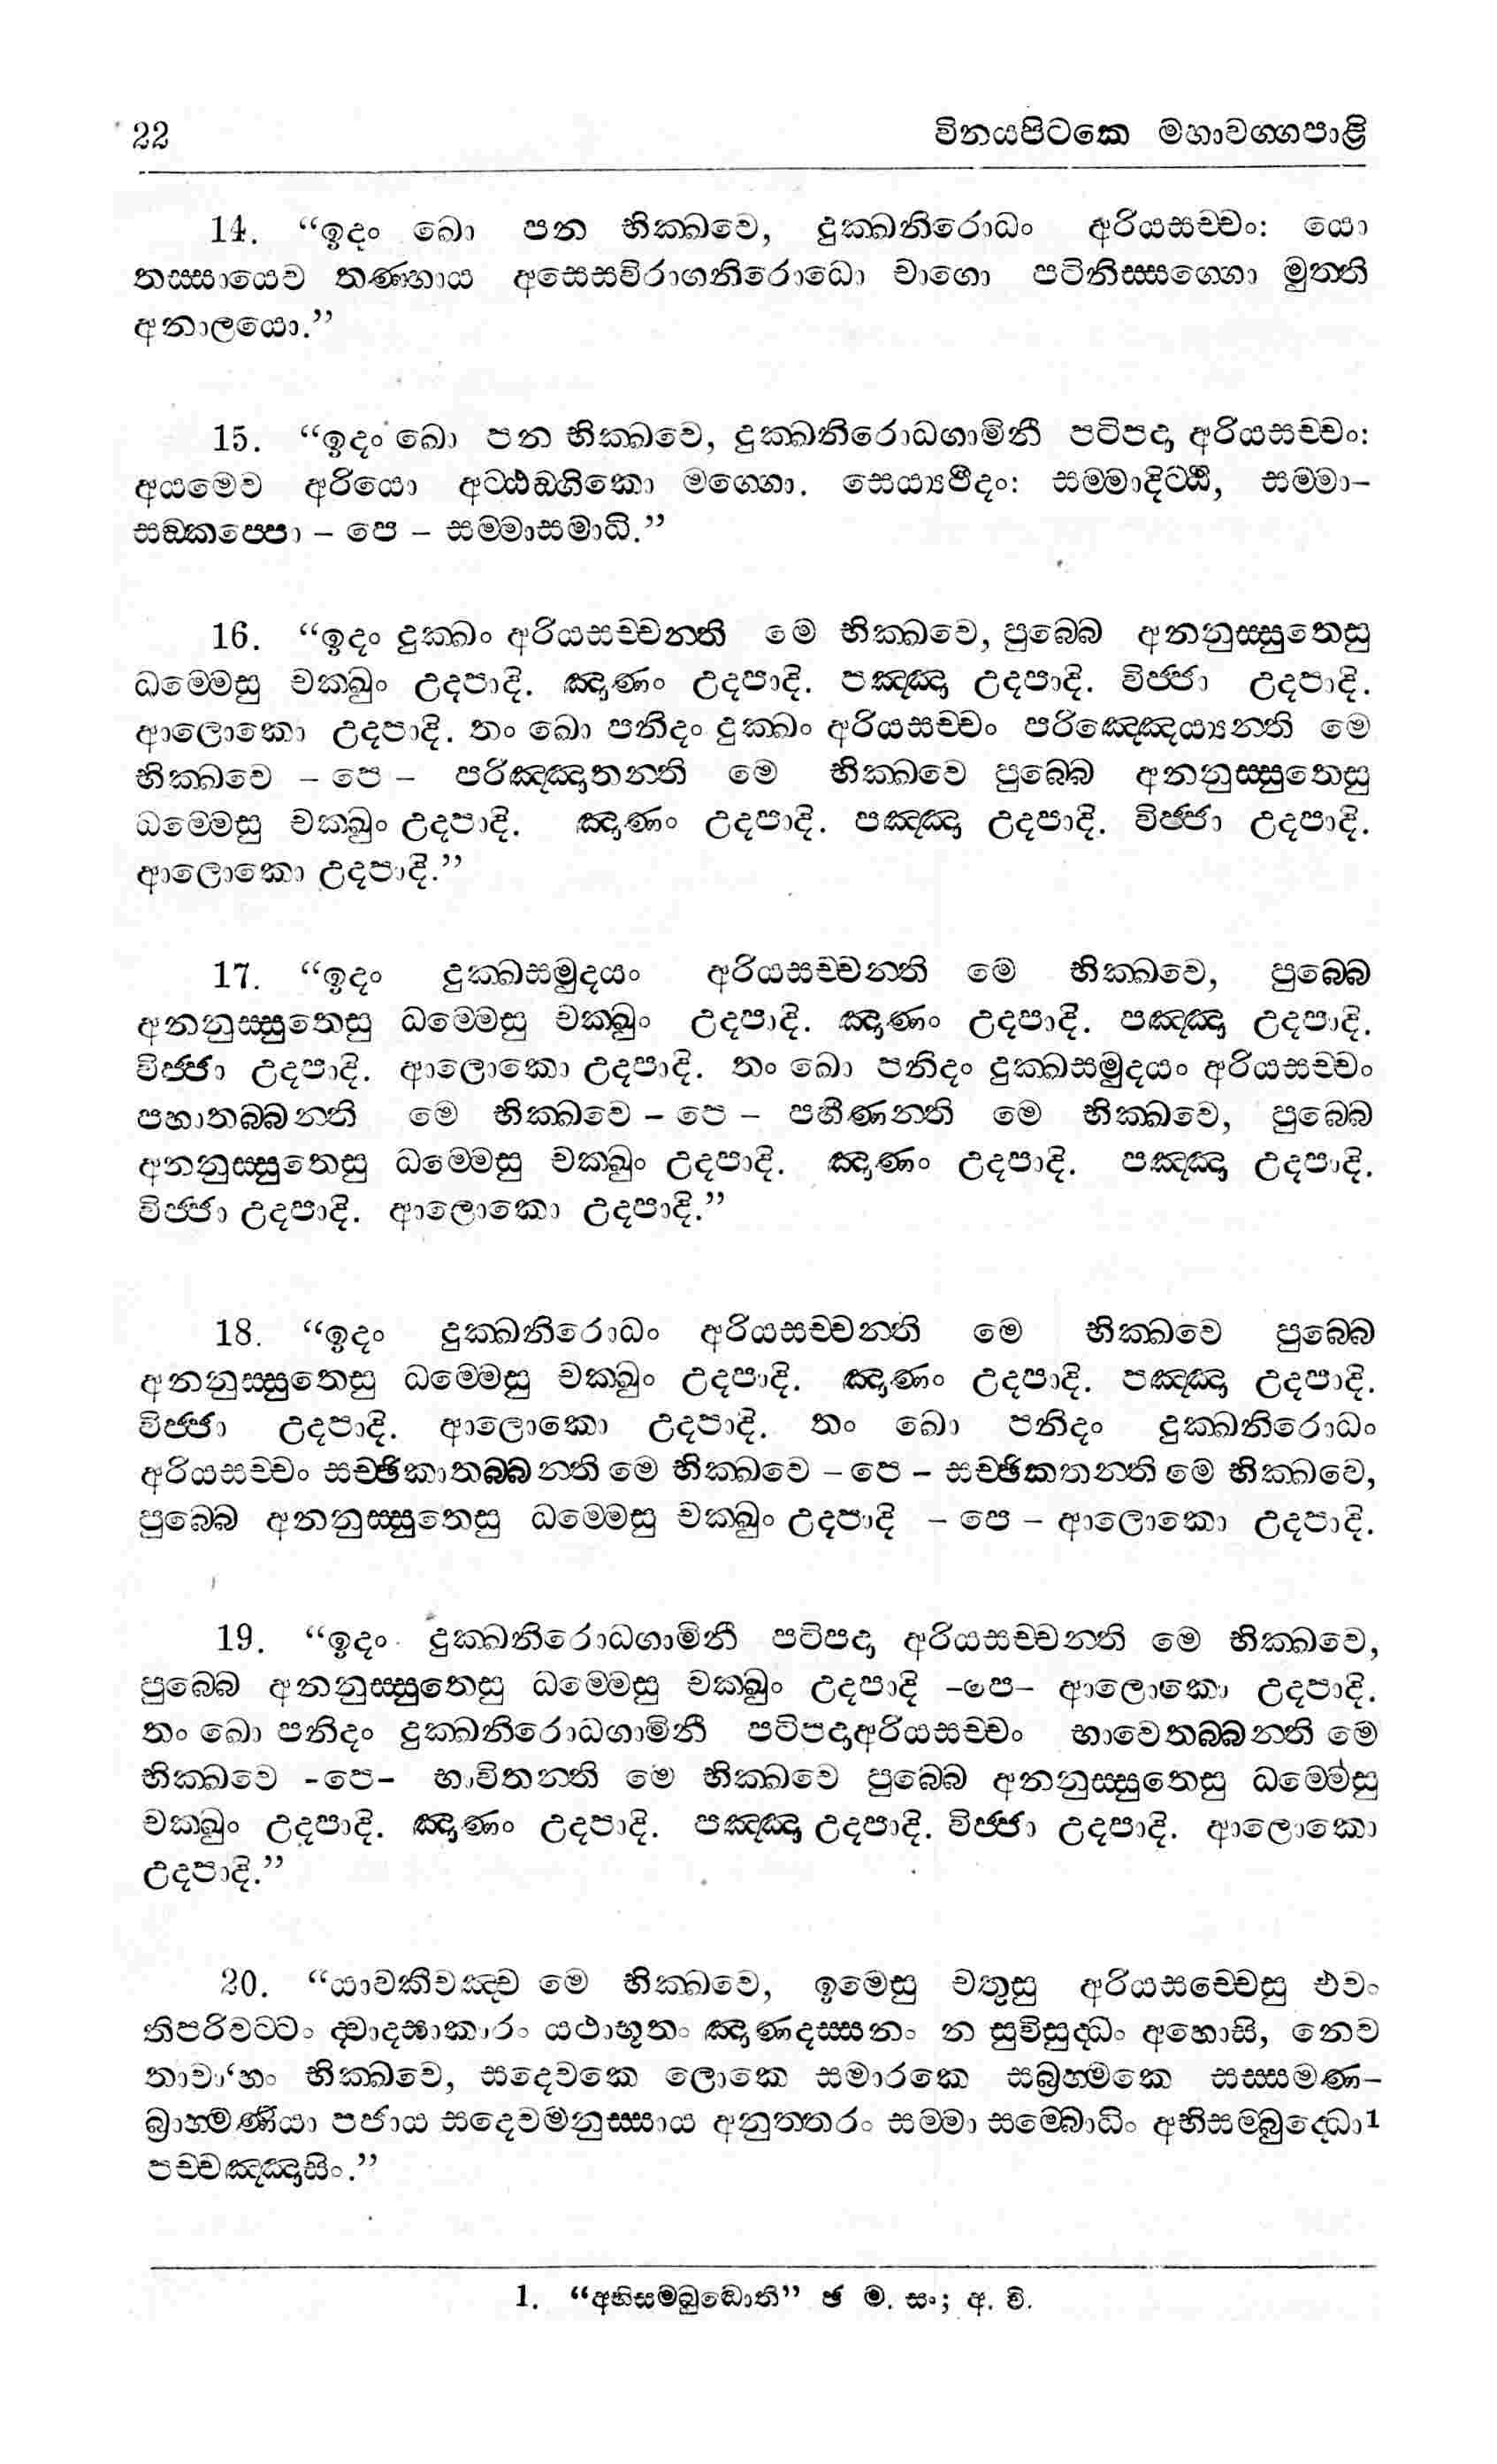 22 විනයපිටකෙ මහාවග්ගපාළි
14. “ඉදං ඛො පන භික්ඛවෙ, දුක්ඛනිරොධං අරියසච්චං: යො
තස්සායෙව තණ්හාය අසෙසවිරාගනිරොධො චාගො පටිනිස්සග්ගො මුත්ති
අනාලයො.”
15. “ඉදං ඛො පන භික්ඛවෙ, දුක්ඛනිරොධගාමිනී පටිපදා අරියසච්චං:
අයමෙව අරියො අට්ඨඞ්ගිකො මග්ගො. සෙය්‍යථීදං: සම්මාදිට්ඨි, සම්මා-
සඞ්කප්පො – පෙ – සම්මාසමාධි.”
16. “ඉදං දුක්ඛං අරියසච්චන්ති මෙ භික්ඛවෙ, පුබ්බෙ අනනුස්සුතෙසු
ධම්මෙසු චක්ඛුං උදපාදි. ඤාණං උදපාදි. පඤ්ඤා උදපාදි. විජ්ජා උදපාදි.
ආලොකො උදපාදි. තං ඛො පනිදං දුක්ඛං අරියසච්චං පරිඤ්ඤෙය්‍යන්ති මෙ
භික්ඛවෙ – පෙ – පරිඤ්ඤාතන්ති මෙ භික්ඛවෙ පුබ්බෙ අනනුස්සුතෙසු
ධම්මෙසු චක්ඛුං උදපාදි. ඤාණං උදපාදි. පඤ්ඤා උදපාදි. විජ්ජා උදපාදි.
ආලොකො උදපාදි.”
17. “ඉදං දුක්ඛසමුදයං අරියසච්චන්ති මෙ භික්ඛවෙ, පුබ්බෙ
අනනුස්සුතෙසු ධම්මෙසු චක්ඛුං උදපාදි. ඤාණං උදපාදි. පඤ්ඤා උදපාදි.
විජ්ජා උදපාදි. ආලොකො උදපාදි. තං ඛො පනිදං දුක්ඛසමුදයං අරියසච්චං
පහාතබ්බන්ති මෙ භික්ඛවෙ – පෙ – පහීණන්ති මෙ භික්ඛවෙ, පුබ්බෙ
අනනුස්සුතෙසු ධම්මෙසු චක්ඛුං උදපාදි. ඤාණං උදපාදි. පඤ්ඤා උදපාදි.
විජ්ජා උදපාදි. ආලොකො උදපාදි.”
18. “ඉදං දුක්ඛනිරොධං අරියසච්චන්ති මෙ භික්ඛවෙ පුබ්බෙ
අනනුස්සුතෙසු ධම්මෙසු චක්ඛුං උදපාදි. ඤාණං උදපාදි. පඤ්ඤා උදපාදි.
විජ්ජා උදපාදි. ආලොකො උදපාදි. තං ඛො පනිදං දුක්ඛනිරොධං
අරියසච්චං සච්ඡිකාතබ්බන්ති මෙ භික්ඛවෙ – පෙ – සච්ඡිකතන්ති මෙ භික්ඛවෙ,
පුබ්බෙ අනනුස්සුතෙසු ධම්මෙසු චක්ඛුං උදපාදි – පෙ – ආලොකො උදපාදි.
19. “ඉදං දුක්ඛනිරොධගාමිනී පටිපදා අරියසච්චන්ති මෙ භික්ඛවෙ,
පුබ්බෙ අනනුස්සුතෙසු ධම්මෙසු චක්ඛුං උදපාදි -පෙ- ආලොකො උදපාදි.
තං ඛො පනිදං දුක්ඛනිරොධගාමිනී පටිපදාඅරියසච්චං භාවෙතබ්බන්ති මෙ
භික්ඛවෙ -පෙ- භාවිතන්ති මෙ භික්ඛවෙ පුබ්බෙ අනනුස්සුතෙසු ධම්මෙසු
චක්ඛුං උදපාදි. ඤාණං උදපාදි. පඤ්ඤා උදපාදි. විජ්ජා උදපාදි. ආලොකො
උදපාදි.”
20. “යාවකීවඤ්ච මෙ භික්ඛවෙ, ඉමෙසු චතුසු අරියසච්චෙසු එවං
තිපරිවට්ටං ද්වාදසාකාරං යථාභූතං ඤාණදස්සනං න සුවිසුද්ධං අහොසි, නෙව
තාවා‘හං භික්ඛවෙ, සදෙවකෙ ලොකෙ සමාරකෙ සබ්‍රහ්මකෙ සස්සමණ-
බ්‍රාහ්මණියා පජාය සදෙවමනුස්සාය අනුත්තරං සම්මා සම්බොධිං අභිසම්බුද්ධො1
පච්චඤ්ඤාසිං.”
1. “අභිසම්බුද්ධොති” ඡ ම. සං; අ. වි.